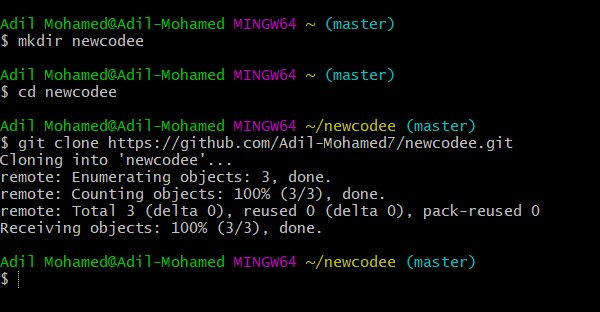 Adil Mohamed@Adil-Mohamed MINGW64 ~ (master)
$ mkdir newcodee
Adil Mohamed@Adil-Mohamed MINGW64 ~ (master)
$ cd newcodee
Adil Mohamed@Adil-Mohamed MINGW64 ~/newcodee (master)
$ git clone https://github.com/Adil-Mohamed7/newcodee.git
Cloning into 'newcodee'...
remote: Enumerating objects: 3, done.
remote: Counting objects: 100% (3/3), done.
remote: Total 3 (delta 0), reused 0 (delta 0), pack-reused 0
Receiving objects: 100% (3/3), done.
Adil Mohamed@Adil-Mohamed MINGW64 ~/newcodee (master)
$